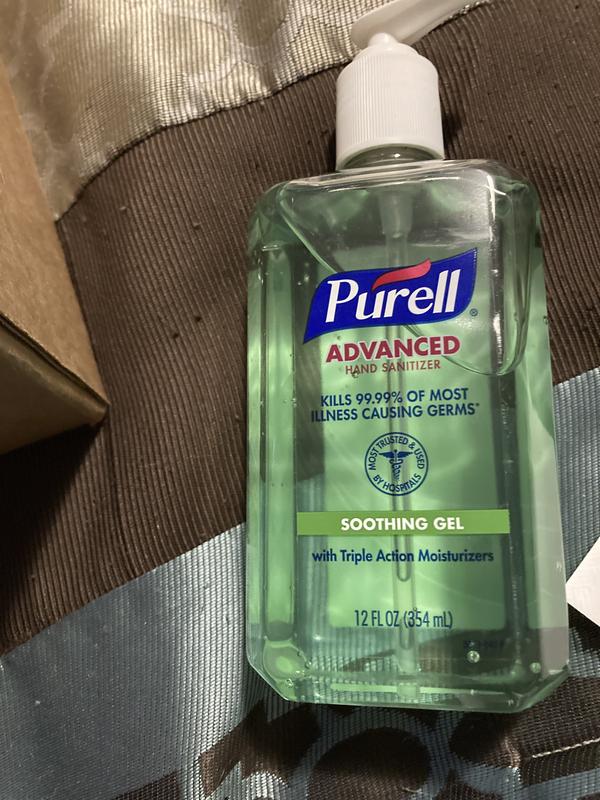 Purell®
ADVANCED
HAND SANITIZER
KILLS 99.99% OF MOST
ILLNESS CAUSING GERMS*
MOST TRUSTED & USED
BY HOSPITALS
SOOTHING GEL
with Triple Action Moisturizers
12 FL OZ (354 mL)